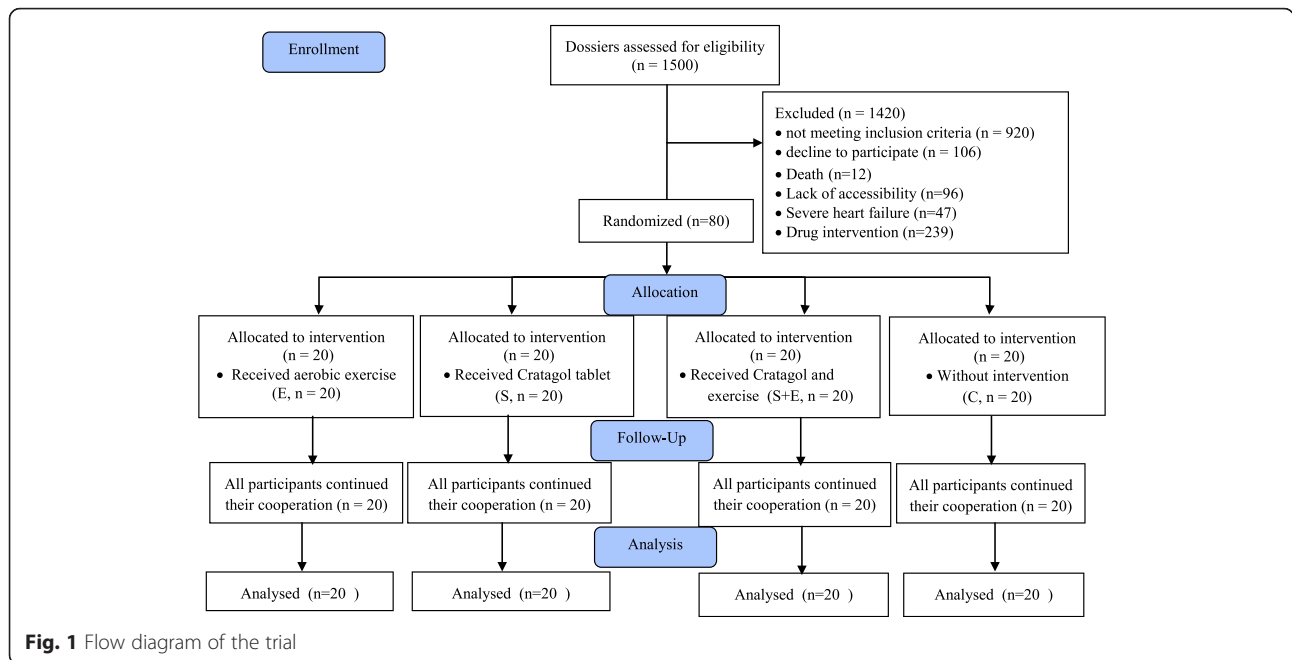 Enrollment
Dossiers assessed for eligibility
(n = 1500)
Excluded (n = 1420)
• not meeting inclusion criteria (n = 920)
• decline to participate (n = 106)
• Death (n=12)
• Lack of accessibility (n=96)
• Severe heart failure (n=47)
• Drug intervention (n=239)
Randomized (n=80)
Allocation
Allocated to intervention
(n = 20)
• Received aerobic exercise
(E, n = 20)
Allocated to intervention
(n = 20)
• Received Cratagol tablet
(S, n = 20)
Allocated to intervention
(n = 20)
• Received Cratagol and
exercise (S+E, n = 20)
Allocated to intervention
(n = 20)
• Without intervention
(C, n = 20)
Follow-Up
All participants continued
their cooperation (n = 20)
All participants continued
their cooperation (n = 20)
All participants continued
their cooperation (n = 20)
All participants continued
their cooperation (n = 20)
Analysis
Analysed (n=20 )
Analysed (n=20 )
Analysed (n=20 )
Analysed (n=20 )
Fig. 1 Flow diagram of the trial